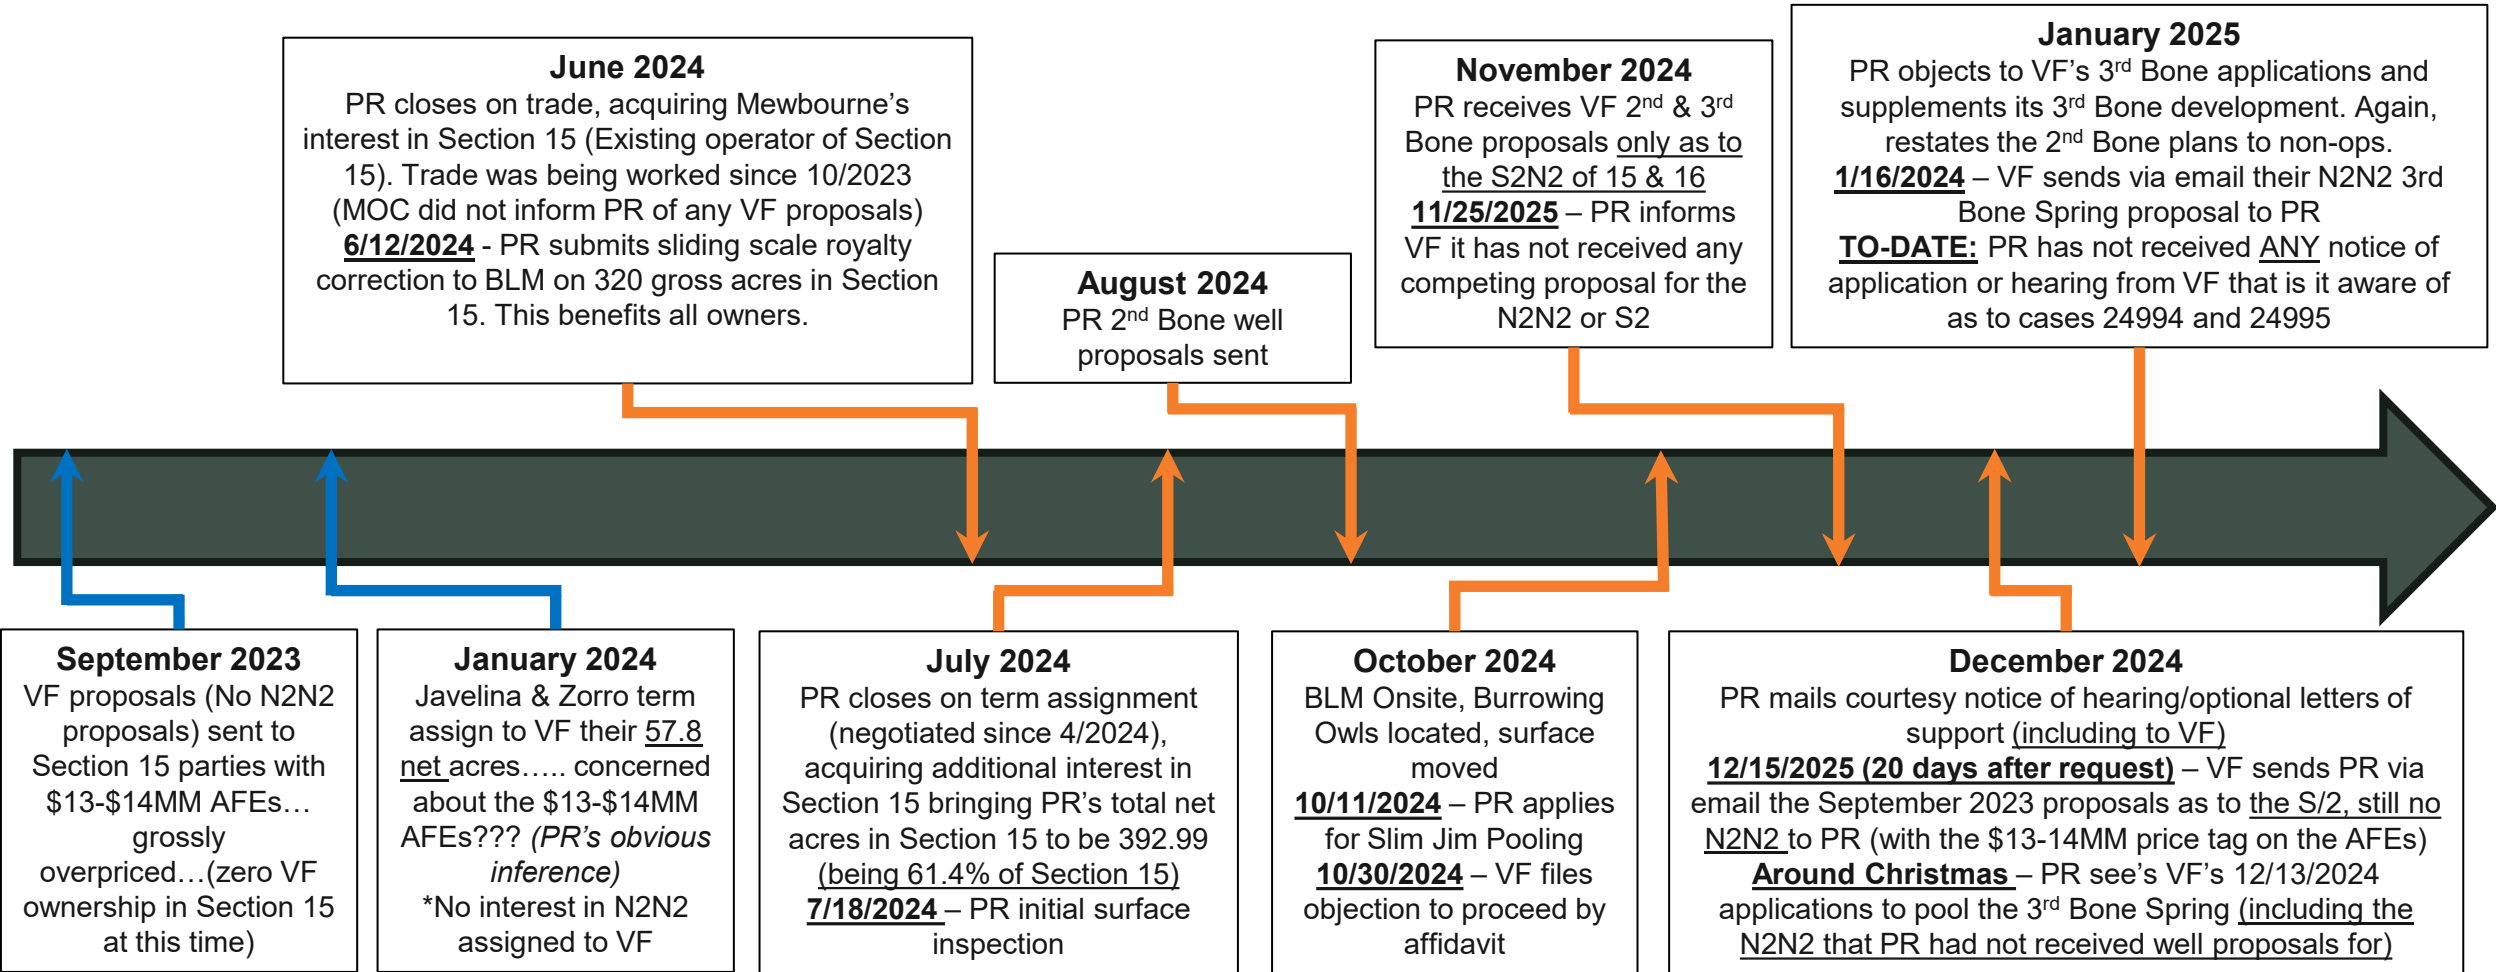 June 2024
PR closes on trade, acquiring Mewbourne’s
interest in Section 15 (Existing operator of Section
15). Trade was being worked since 10/2023
(MOC did not inform PR of any VF proposals)
6/12/2024 - PR submits sliding scale royalty
correction to BLM on 320 gross acres in Section
15. This benefits all owners.
August 2024
PR 2nd Bone well
proposals sent
November 2024
PR receives VF 2nd & 3rd
Bone proposals only as to
the S2N2 of 15 & 16
11/25/2025 – PR informs
VF it has not received any
competing proposal for the
N2N2 or S2
January 2025
PR objects to VF’s 3rd Bone applications and
supplements its 3rd Bone development. Again,
restates the 2nd Bone plans to non-ops.
1/16/2024 – VF sends via email their N2N2 3rd
Bone Spring proposal to PR
TO-DATE: PR has not received ANY notice of
application or hearing from VF that is it aware of
as to cases 24994 and 24995
September 2023
VF proposals (No N2N2
proposals) sent to
Section 15 parties with
$13-$14MM AFEs…
grossly
overpriced…(zero VF
ownership in Section 15
at this time)
January 2024
Javelina & Zorro term
assign to VF their 57.8
net acres….. concerned
about the $13-$14MM
AFEs??? (PR’s obvious
inference)
*No interest in N2N2
assigned to VF
July 2024
PR closes on term assignment
(negotiated since 4/2024),
acquiring additional interest in
Section 15 bringing PR’s total net
acres in Section 15 to be 392.99
(being 61.4% of Section 15)
7/18/2024 – PR initial surface
inspection
October 2024
BLM Onsite, Burrowing
Owls located, surface
moved
10/11/2024 – PR applies
for Slim Jim Pooling
10/30/2024 – VF files
objection to proceed by
affidavit
December 2024
PR mails courtesy notice of hearing/optional letters of
support (including to VF)
12/15/2025 (20 days after request) – VF sends PR via
email the September 2023 proposals as to the S/2, still no
N2N2 to PR (with the $13-14MM price tag on the AFEs)
Around Christmas – PR see’s VF’s 12/13/2024
applications to pool the 3rd Bone Spring (including the
N2N2 that PR had not received well proposals for)